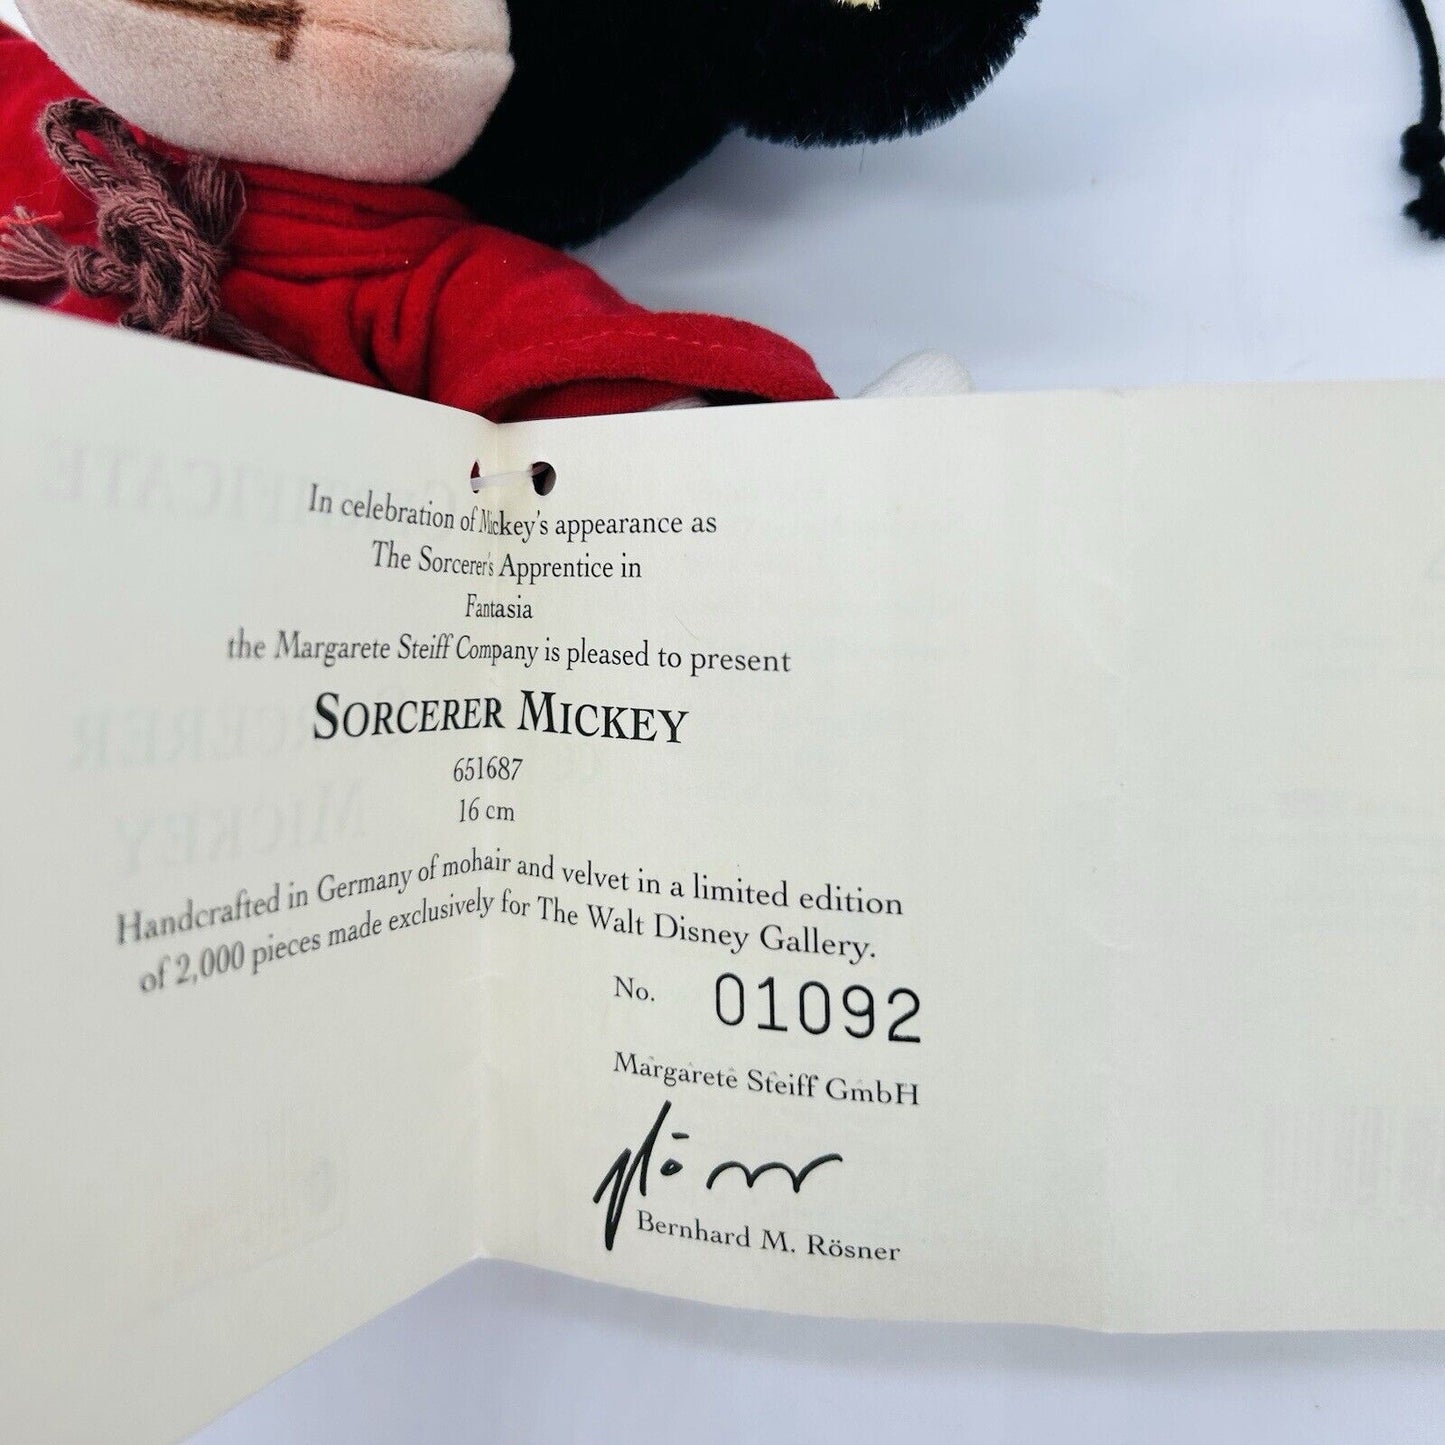 In celebration of Mickey's appearance as
The Sorcerer's Apprentice in
Fantasia
the Margarete Steiff Company is pleased to present
SORCERER MICKEY
651687
16 cm
Handcrafted in Germany of mohair and velvet in a limited edition
of 2,000 pieces made exclusively for The Walt Disney Gallery.
No. 01092
Margarete Steiff GmbH
Bernhard M. Rösner